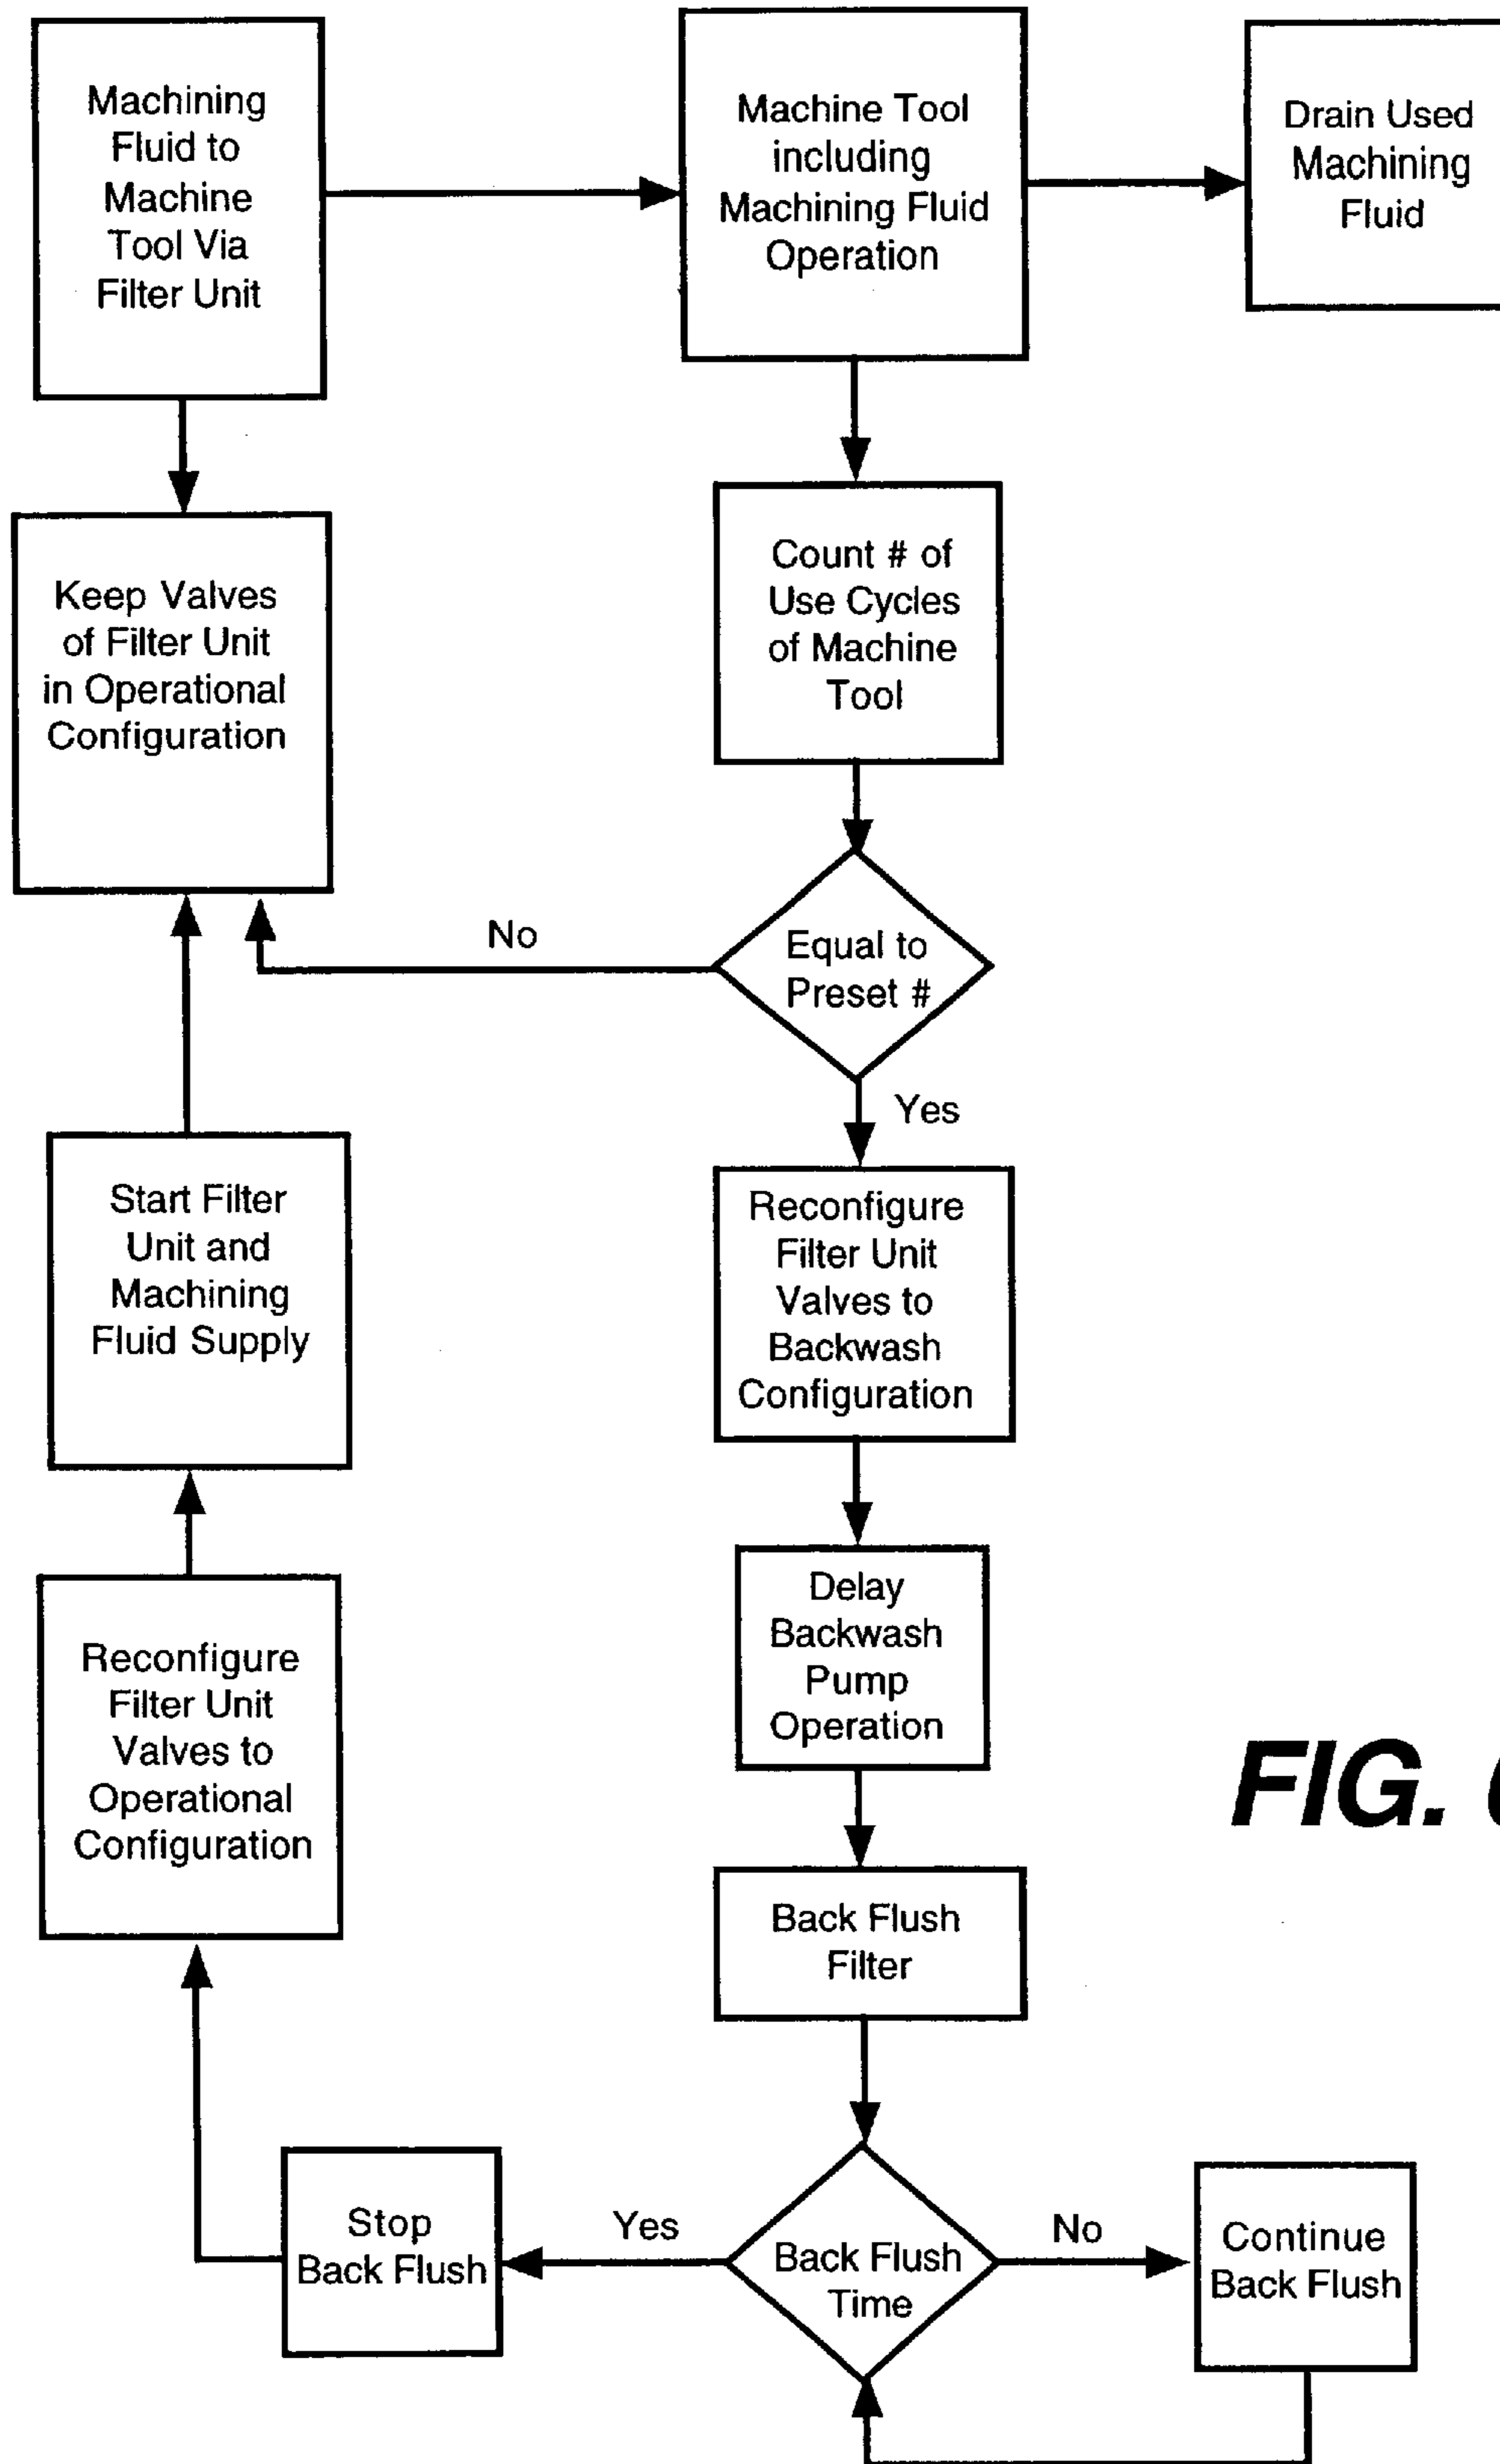 Machining
Fluid to
Machine
Tool Via
Filter Unit
Machine Tool
including
Machining Fluid
Operation
Drain Used
Machining
Fluid
Keep Valves
of Filter Unit
in Operational
Configuration
Count # of
Use Cycles
of Machine
Tool
No
Equal to
Preset #
Yes
Start Filter
Unit and
Machining
Fluid Supply
Reconfigure
Filter Unit
Valves to
Backwash
Configuration
Delay
Backwash
Pump
Operation
Reconfigure
Filter Unit
Valves to
Operational
Configuration
FIG.
Back Flush
Filter
Stop
Back Flush
Yes
Back Flush
Time
No
Continue
Back Flush